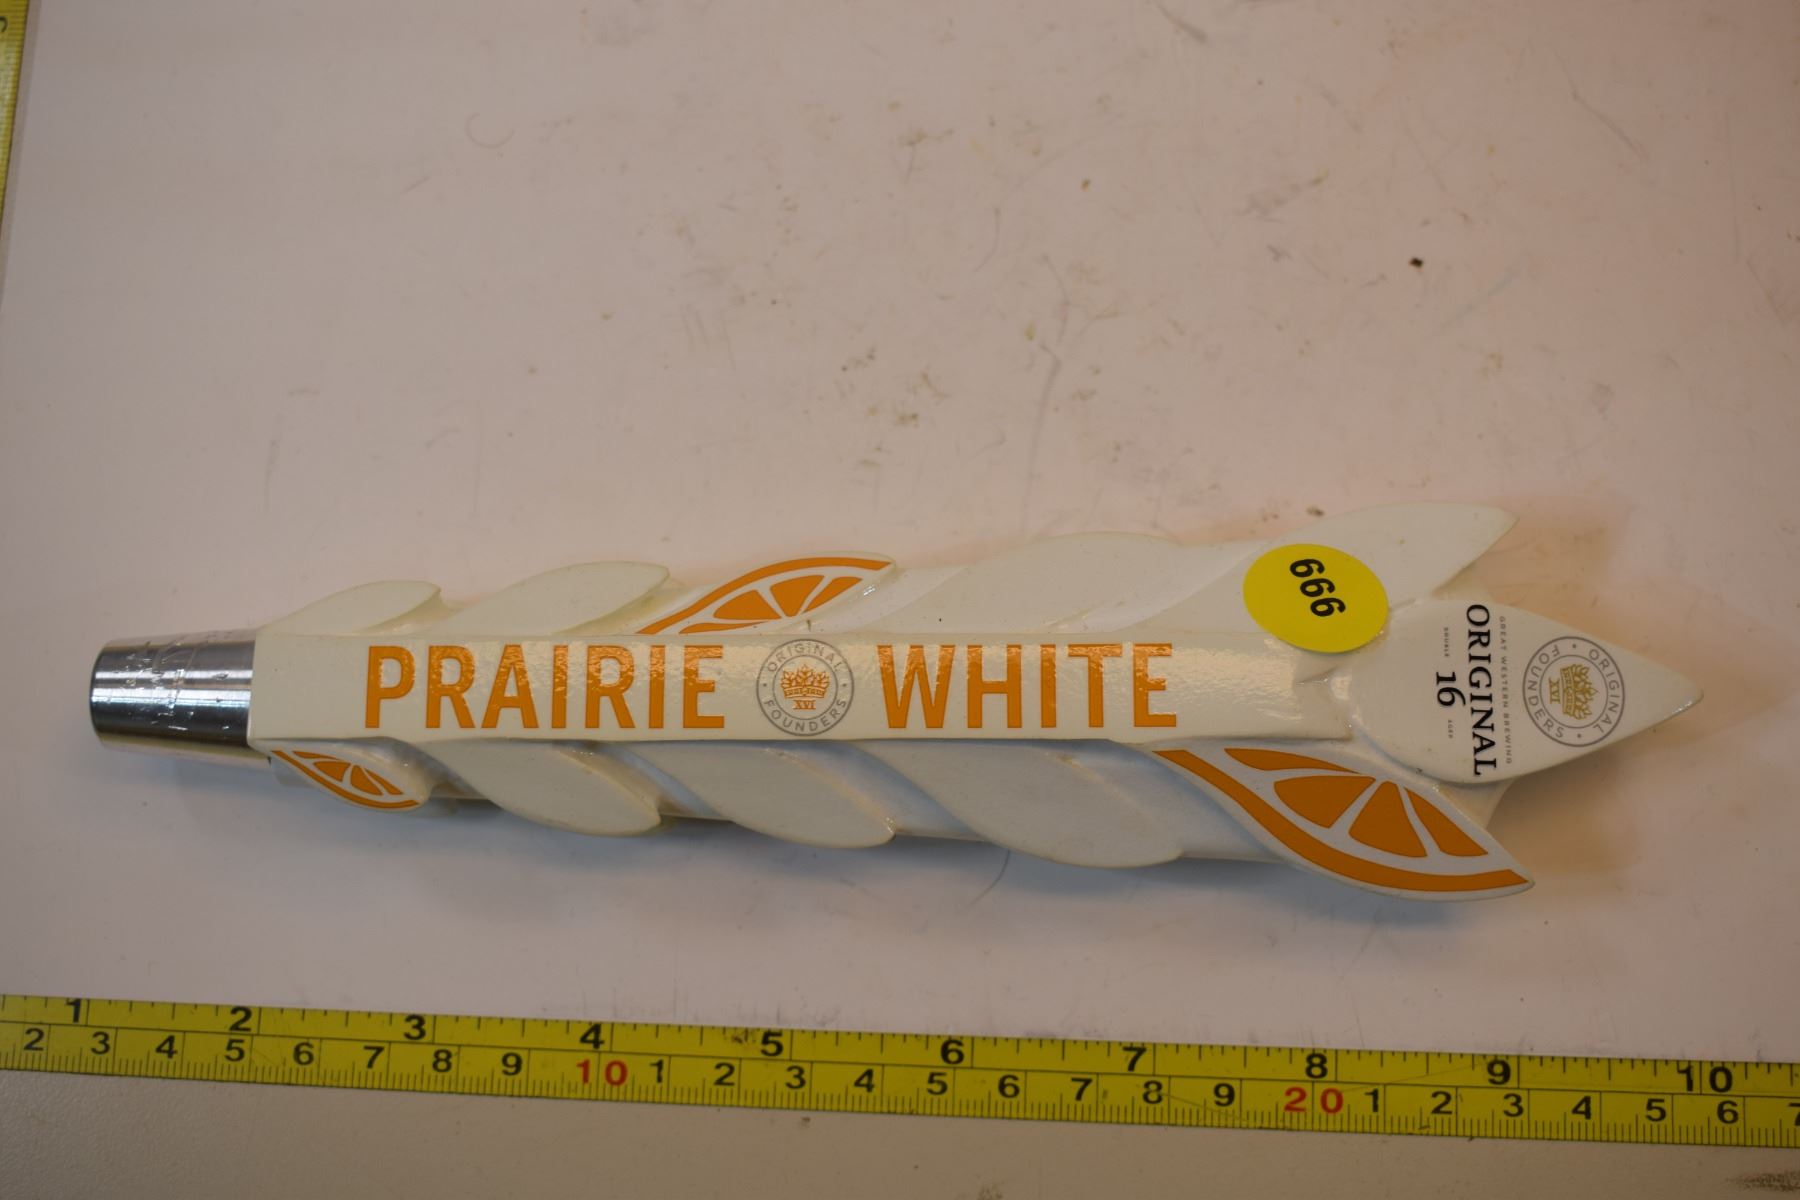 PRAIRIE
ORIGINAL
XVI
FOUNDERS
WHITE
666
ORIGINAL
XVI
FOUNDERS
GREAT WESTERN BREWING
ORIGINAL
16
DOUBLE AGED
1 2 3 4 5 6 7 8 9 10
2 3 4 5 6 7 8 9 10 1 2 3 4 5 6 7 8 9 20 1 2 3 4 5 6 7